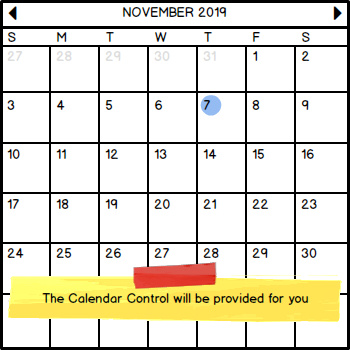 NOVEMBER 2019
S M T W T F S
27 28 29 30 31 1 2
3 4 5 6 7 8 9
10 11 12 13 14 15 16
17 18 19 20 21 22 23
24 25 26 27 28 29 30
The Calendar Control will be provided for you